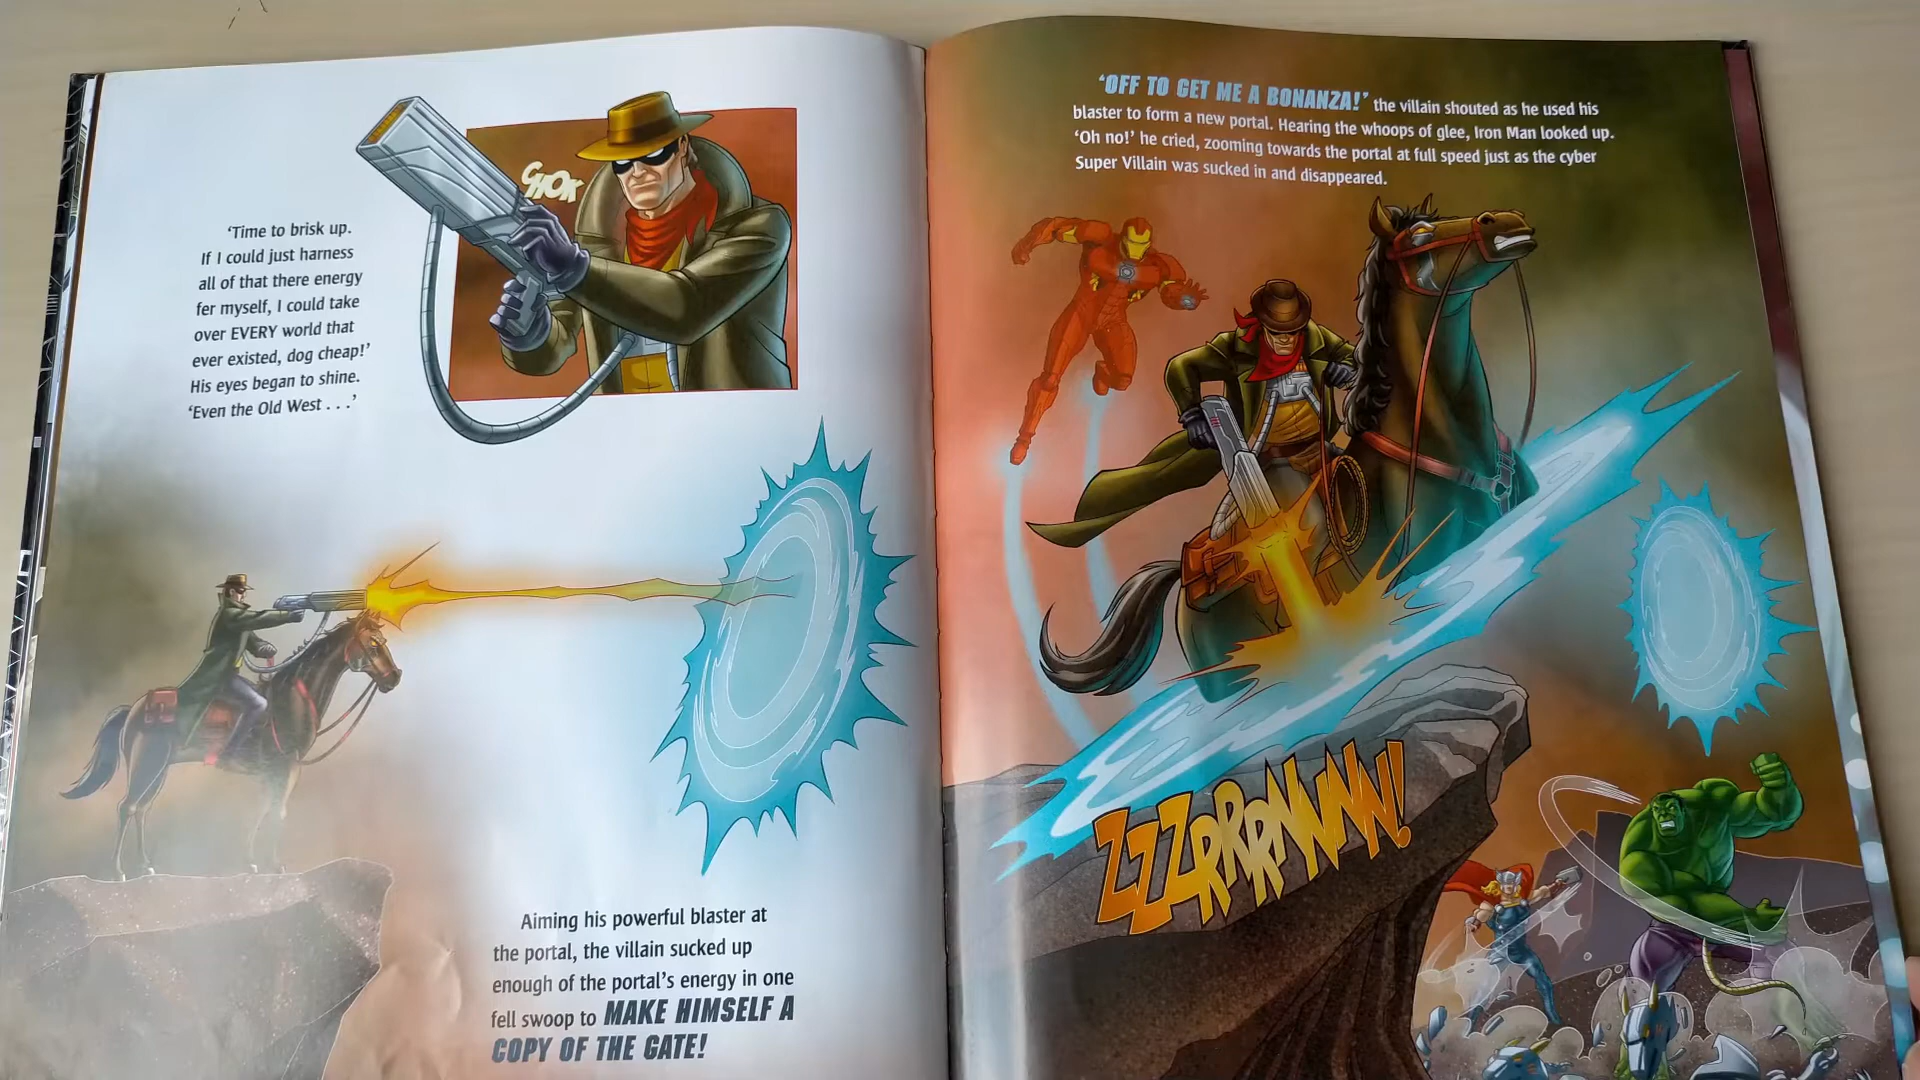 CHOK
‘Time to brisk up.
If I could just harness
all of that there energy
fer myself, I could take
over EVERY world that
ever existed, dog cheap!’
His eyes began to shine.
‘Even the Old West . . .’
Aiming his powerful blaster at
the portal, the villain sucked up
enough of the portal’s energy in one
fell swoop to MAKE HIMSELF A
COPY OF THE GATE!
‘OFF TO GET ME A BONANZA!’ the villain shouted as he used his
blaster to form a new portal. Hearing the whoops of glee, Iron Man looked up.
‘Oh no!’ he cried, zooming towards the portal at full speed just as the cyber
Super Villain was sucked in and disappeared.
ZZZRRRNNNN!